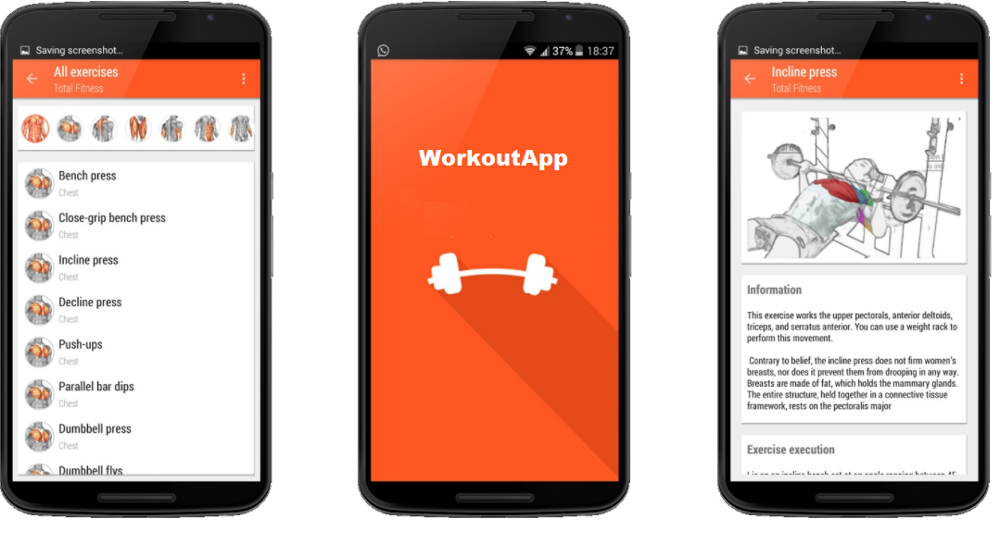 Saving screenshot...
All exercises
Total Fitness
Bench press
Chest
Close-grip bench press
Chest
Incline press
Chest
Decline press
Chest
Push-ups
Chest
Parallel bar dips
Chest
Dumbbell press
Chest
Dumbbell flys
37% 18:37
WorkoutApp
Saving screenshot...
Incline press
Total Fitness
Information
This exercise works the upper pectorals, anterior deltoids,
triceps, and serratus anterior. You can use a weight rack to
perform this movement.
Contrary to belief, the incline press does not firm women's
breasts, nor does it prevent them from drooping in any way.
Breasts are made of fat, which holds the mammary glands.
The entire structure, held together in a connective tissue
framework, rests on the pectoralis major
Exercise execution